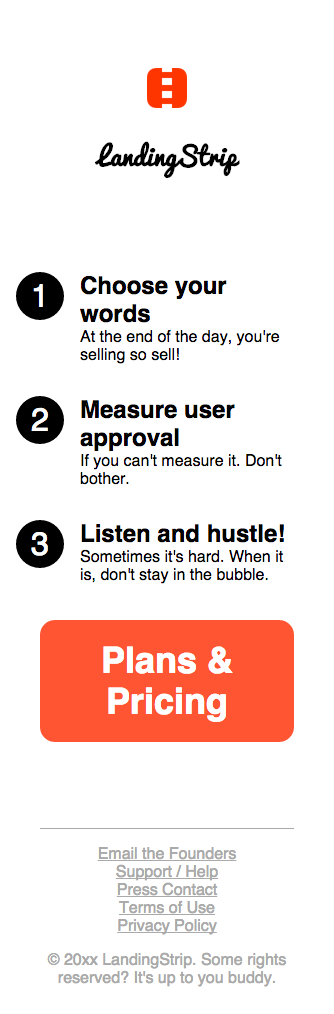 LandingStrip
1
Choose your
words
At the end of the day, you're
selling so sell!
2
Measure user
approval
If you can't measure it. Don't
bother.
3
Listen and hustle!
Sometimes it's hard. When it
is, don't stay in the bubble.
Plans &
Pricing
Email the Founders
Support / Help
Press Contact
Terms of Use
Privacy Policy
© 20xx LandingStrip. Some rights
reserved? It's up to you buddy.